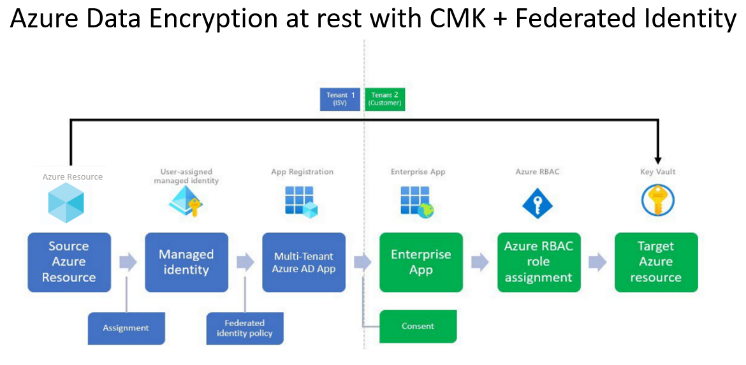 Azure Data Encryption at rest with CMK + Federated Identity
Tenant 1
(ISV)
Tenant 2
(Customer)
Azure Resource
User-assigned
managed identity
App Registration
Enterprise App
Azure RBAC
Key Vault
Source
Azure
Resource
Managed
identity
Multi-Tenant
Azure AD App
Enterprise
App
Azure RBAC
role
assignment
Target
Azure
resource
Assignment
Federated
identity policy
Consent